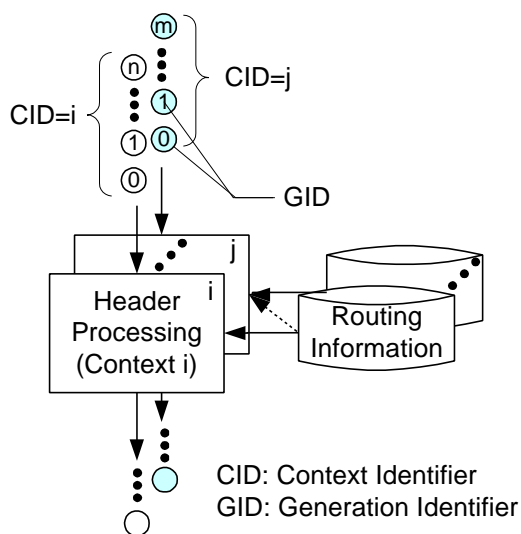 m
n
CID=j
CID=i
1
1
0
0
GID
j
i
Header
Processing
(Context i)
Routing
Information
CID: Context Identifier
GID: Generation Identifier